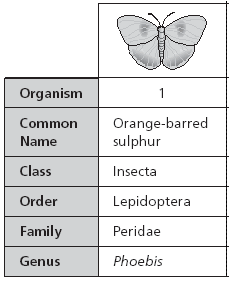 Organism 1
Common Orange-barred
Name sulphur
Class Insecta
Order Lepidoptera
Family Peridae
Genus Phoebis